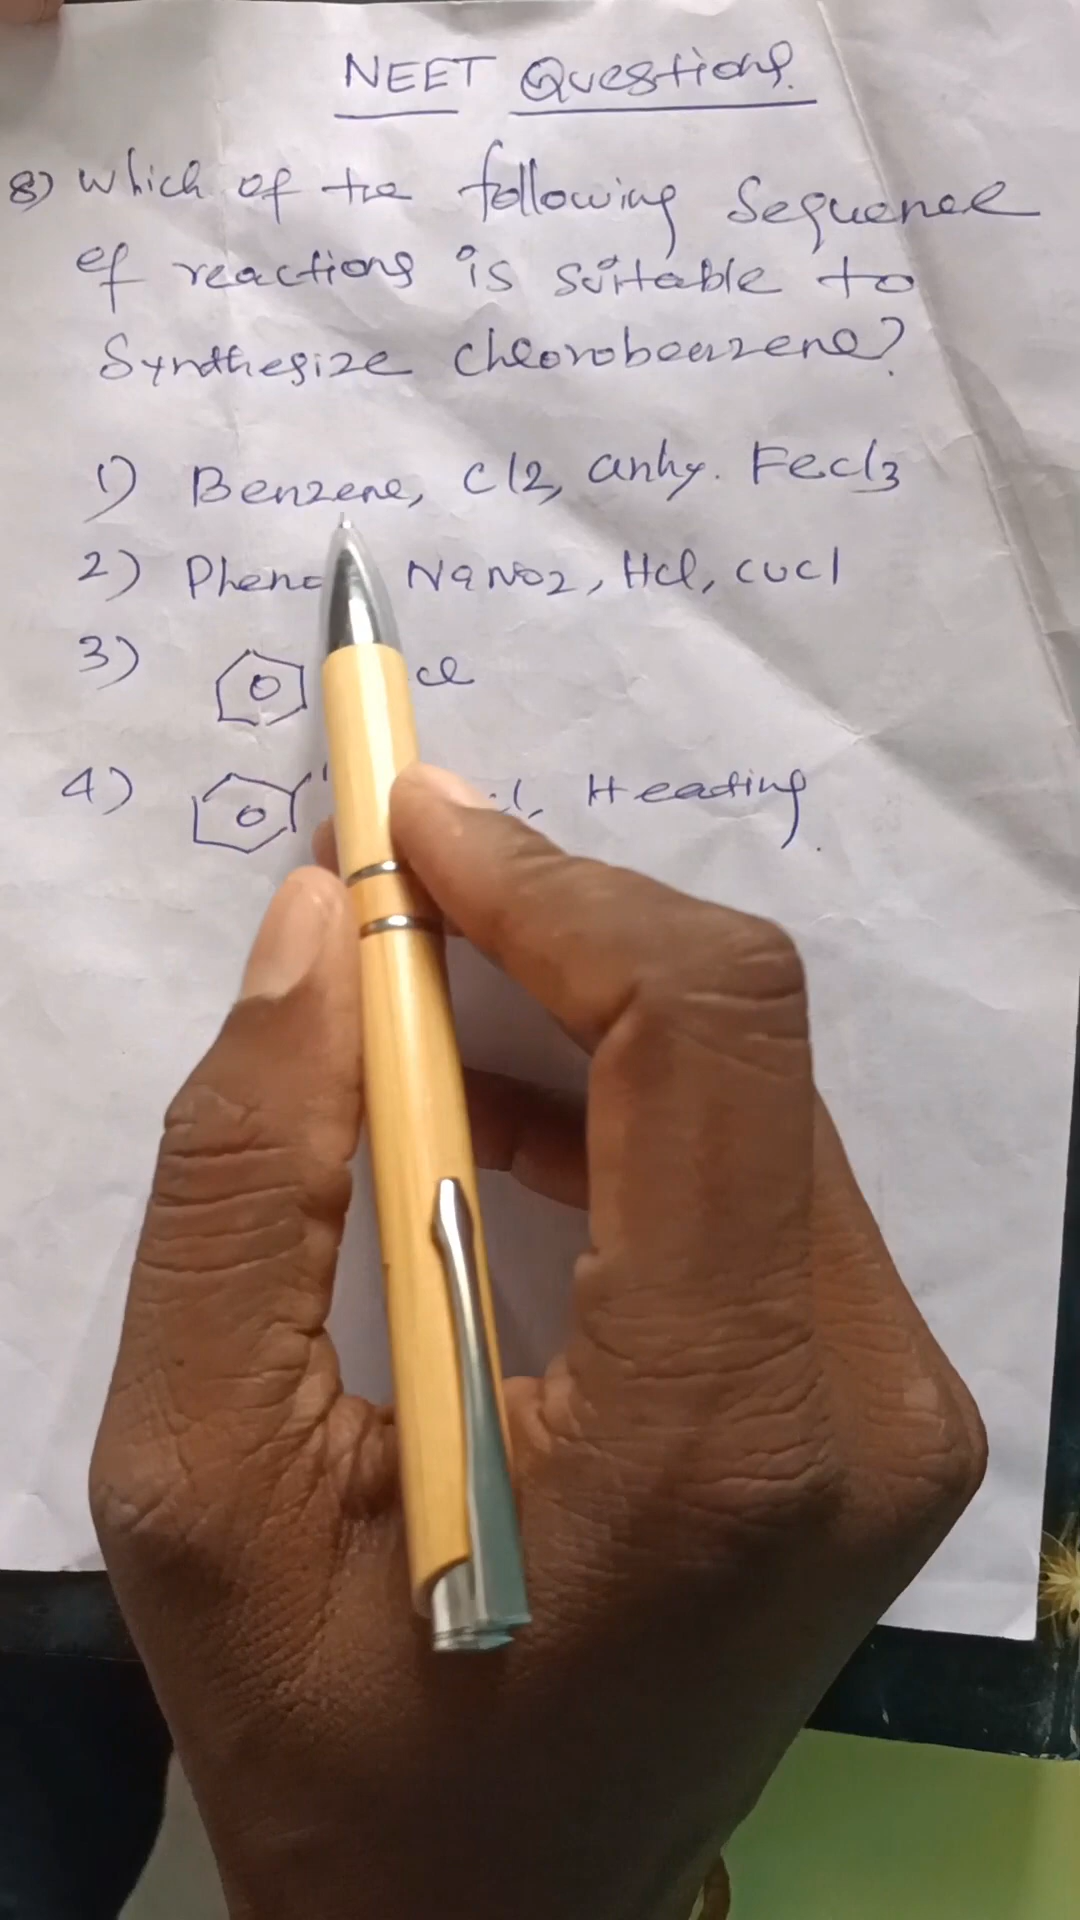 NEET Questions.
8) Which of the following Sequence
of reactions is suitable to
Synthesize chlorobenzene?
1) Benzene, Cl2, anhy. FeCl3
2) NaNO2, HCl, CuCl
3) Cl
4) Heating.